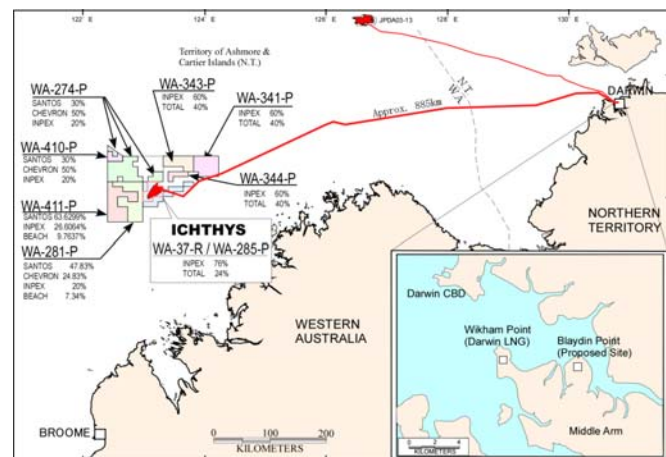 122˚E
124˚
126˚E
128˚E
130˚E
JPDA03-13
Territory of Ashmore &
Cartier Islands (N.T.)
N.T.
WA
DARWIN
Approx. 885km
WA-274-P
SANTOS 30%
CHEVRON 50%
INPEX 20%
WA-343-P
INPEX 60%
TOTAL 40%
WA-341-P
INPEX 60%
TOTAL 40%
WA-410-P
SANTOS 30%
CHEVRON 50%
INPEX 20%
WA-344-P
INPEX 60%
TOTAL 40%
WA-411-P
SANTOS 63.6299%
INPEX 26.6064%
BEACH 9.7637%
WA-281-P
SANTOS 47.83%
CHEVRON 24.83%
INPEX 20%
BEACH 7.34%
ICHTHYS
WA-37-R / WA-285-P
INPEX 76%
TOTAL 24%
NORTHERN
TERRITORY
WESTERN
AUSTRALIA
BROOME
0 100 200
KILOMETERS
Darwin CBD
Wikham Point
(Darwin LNG)
Blaydin Point
(Proposed Site)
Middle Arm
0 2 4
KILOMETERS